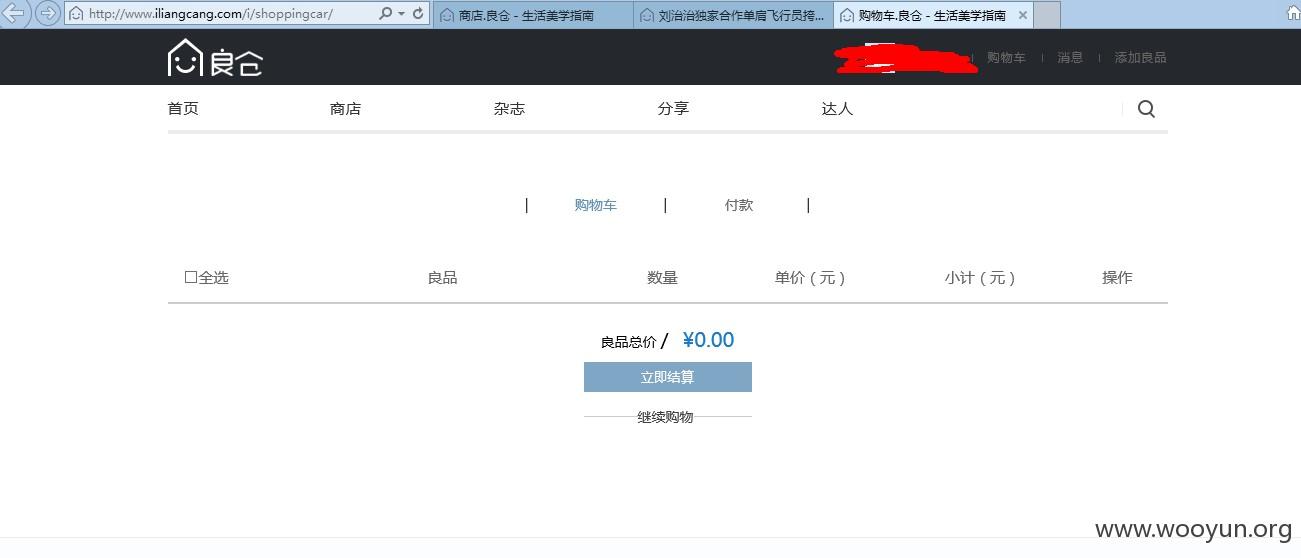 http://www.iliangcang.com/i/shoppingcar/
商店.良仓 - 生活美学指南
刘治治独家合作单肩飞行员挎...
购物车.良仓 - 生活美学指南
良仓
购物车
消息
添加良品
首页
商店
杂志
分享
达人
购物车
付款
全选
良品
数量
单价（元）
小计（元）
操作
良品总价 / ¥0.00
立即结算
继续购物
www.wooyun.org